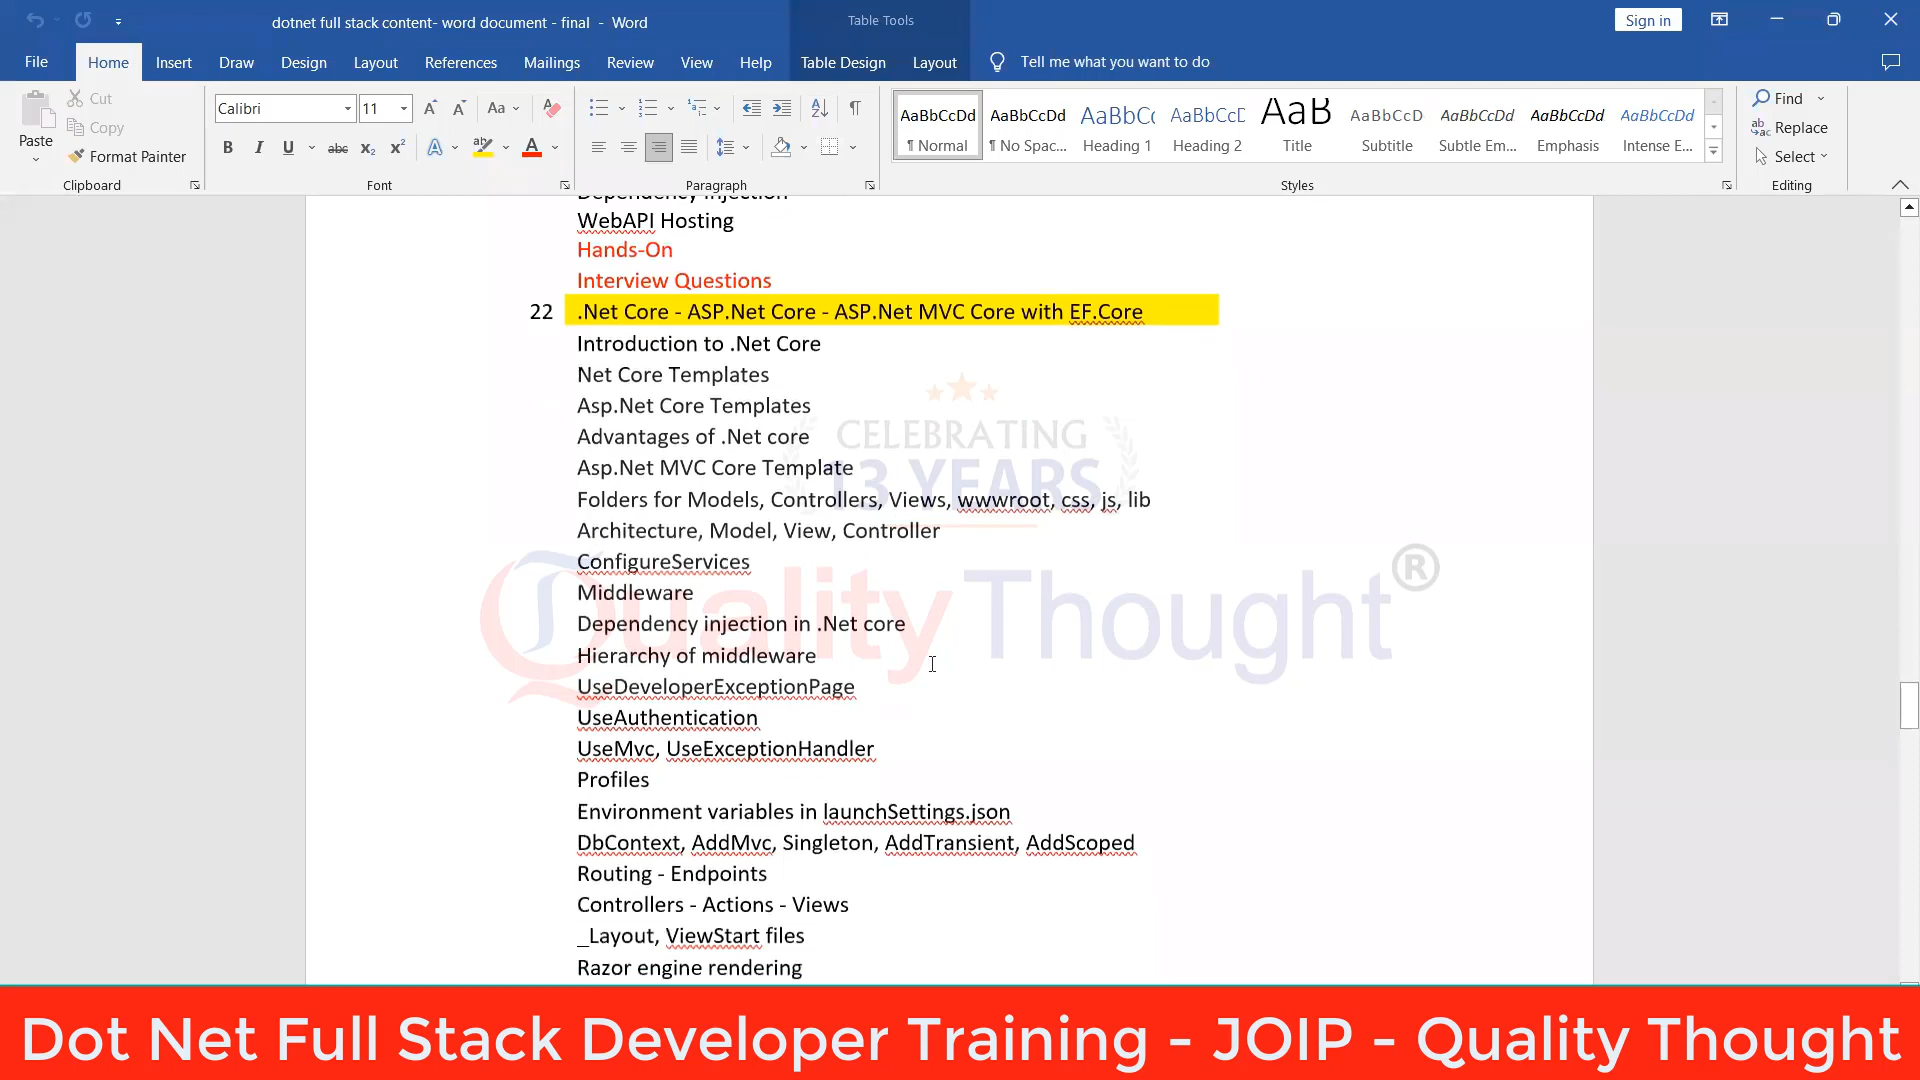 dotnet full stack content- word document - final - Word
Table Tools
Sign in
File Home Insert Draw Design Layout References Mailings Review View Help Table Design Layout Tell me what you want to do
Paste
Cut
Copy
Format Painter
Clipboard
Calibri 11
Font
Paragraph
AaBbCcDd AaBbCcDd AaBbCc AaBbCcC AaB AaBbCcD AaBbCcDd AaBbCcDd AaBbCcDd
¶ Normal ¶ No Spac... Heading 1 Heading 2 Title Subtitle Subtle Em... Emphasis Intense E...
Styles
Find
Replace
Select
Editing
Dependency Injection
WebAPI Hosting
Hands-On
Interview Questions
22 .Net Core - ASP.Net Core - ASP.Net MVC Core with EF.Core
Introduction to .Net Core
Net Core Templates
Asp.Net Core Templates
Advantages of .Net core
Asp.Net MVC Core Template
Folders for Models, Controllers, Views, wwwroot, css, js, lib
Architecture, Model, View, Controller
ConfigureServices
Middleware
Dependency injection in .Net core
Hierarchy of middleware
UseDeveloperExceptionPage
UseAuthentication
UseMvc, UseExceptionHandler
Profiles
Environment variables in launchSettings.json
DbContext, AddMvc, Singleton, AddTransient, AddScoped
Routing - Endpoints
Controllers - Actions - Views
_Layout, ViewStart files
Razor engine rendering
CELEBRATING
13 YEARS
Quality Thought ®
Dot Net Full Stack Developer Training - JOIP - Quality Thought